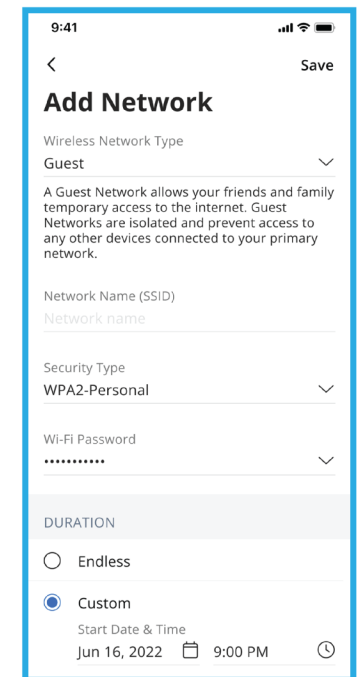 9:41
Save
Add Network
Wireless Network Type
Guest
A Guest Network allows your friends and family
temporary access to the internet. Guest
Networks are isolated and prevent access to
any other devices connected to your primary
network.
Network Name (SSID)
Network name
Security Type
WPA2-Personal
Wi-Fi Password
•••••••••••
DURATION
Endless
Custom
Start Date & Time
Jun 16, 2022 9:00 PM